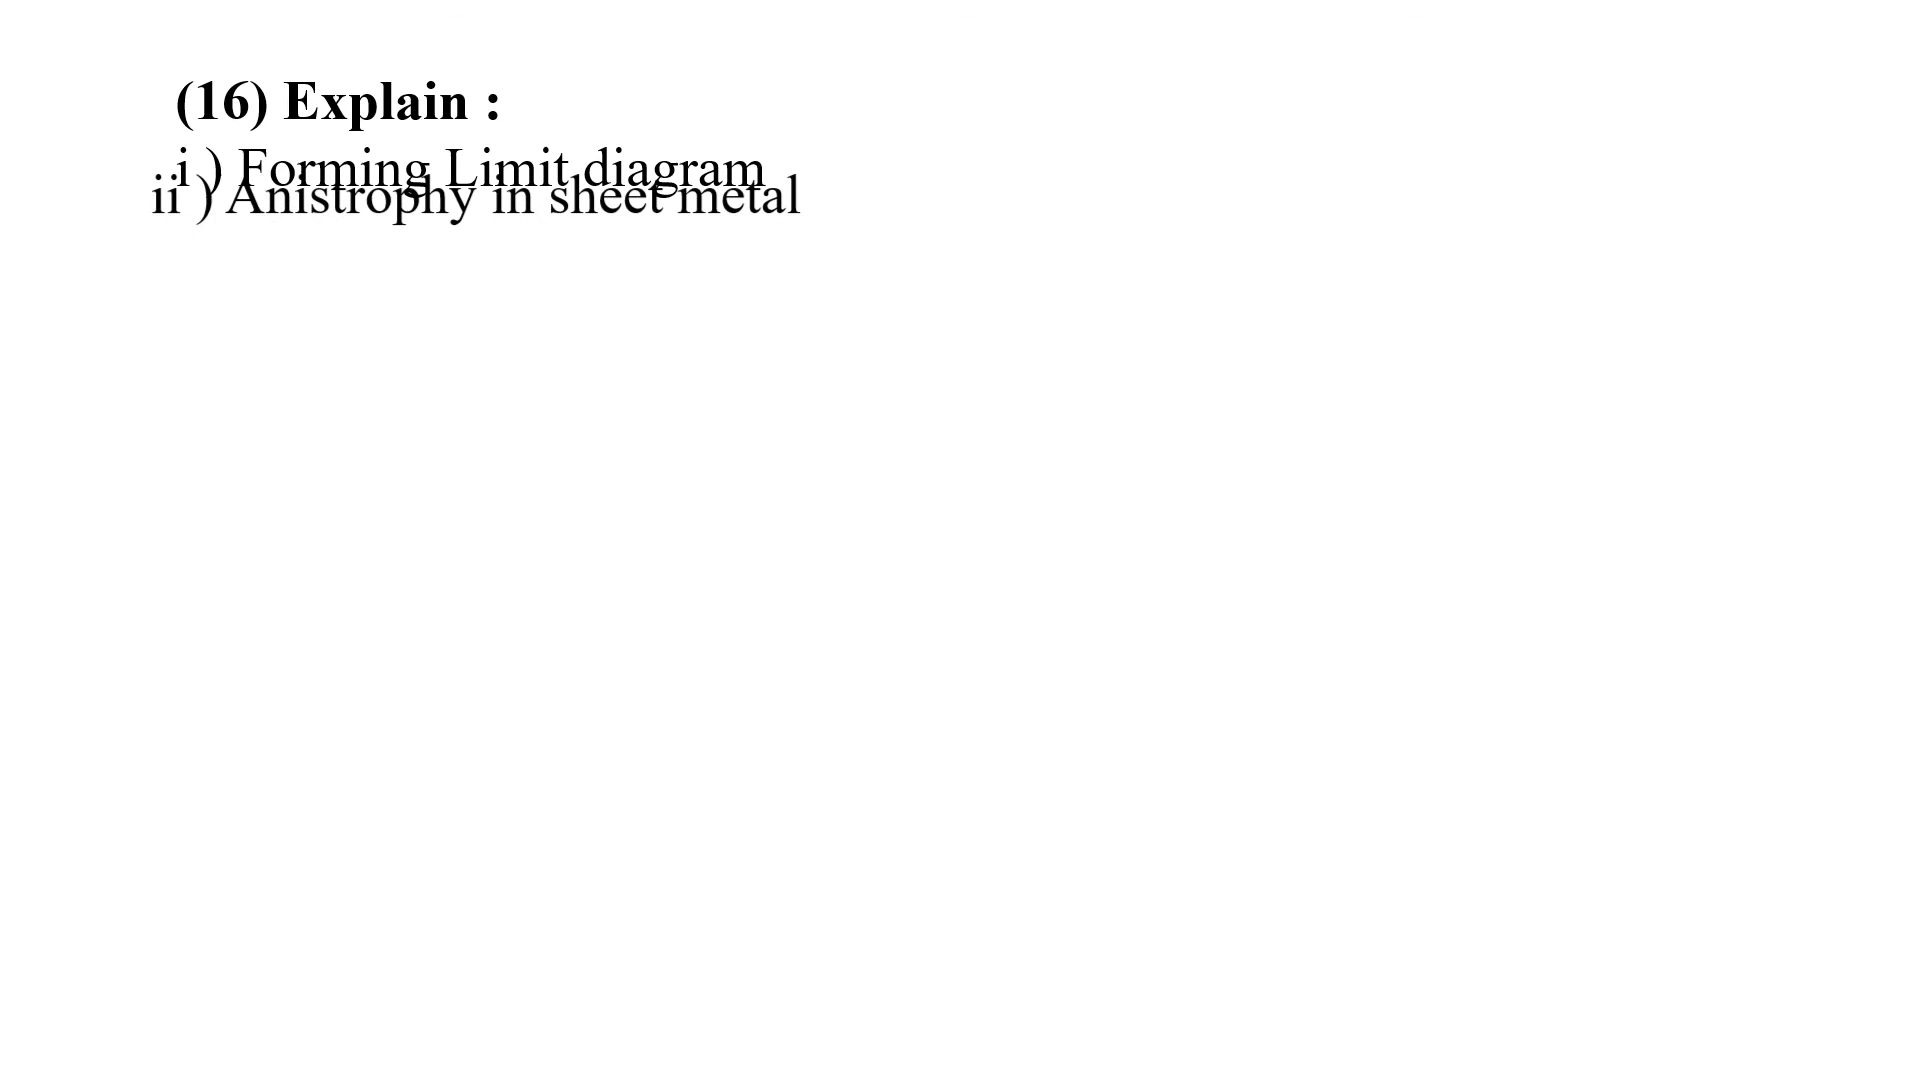 (16) Explain :
i ) Forming Limit diagram
ii ) Anistrophy in sheet metal